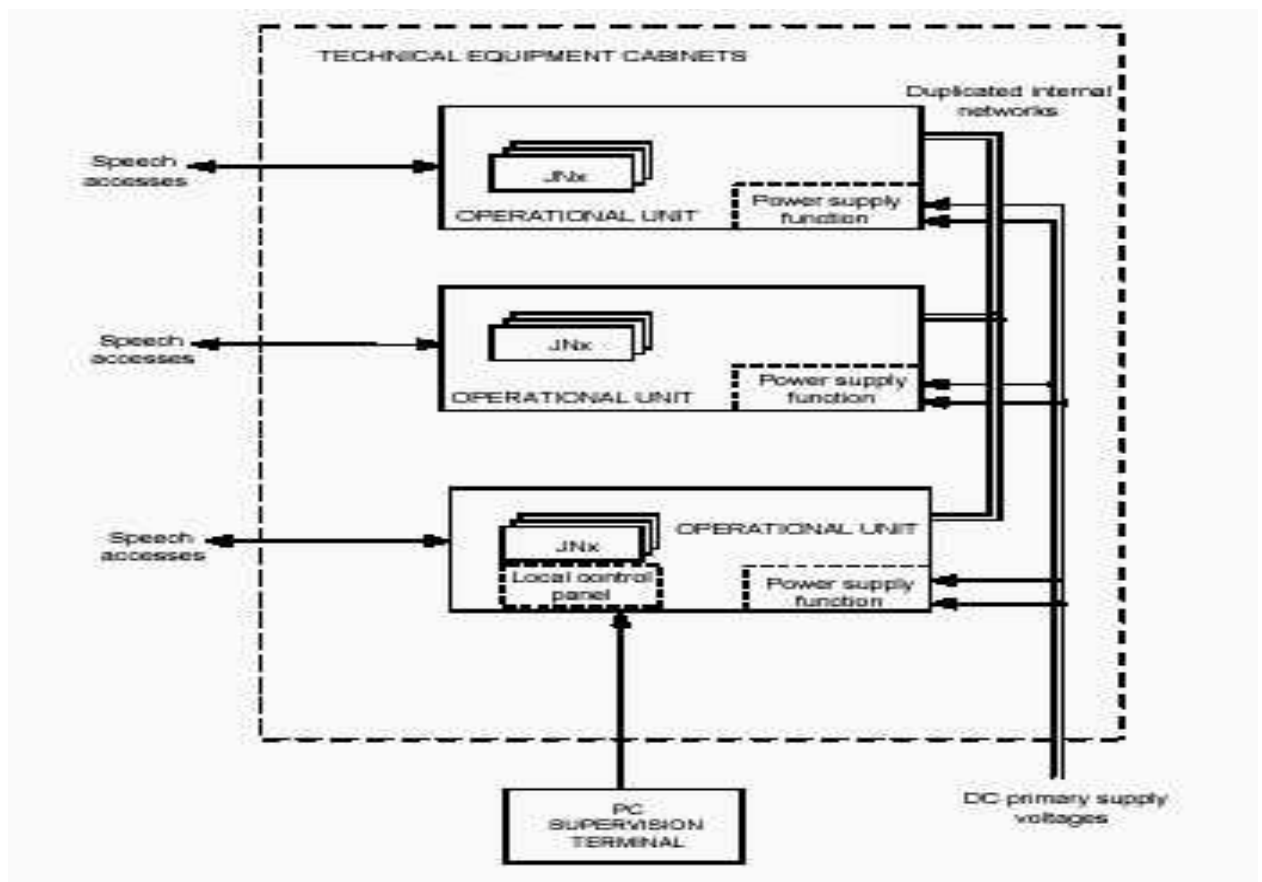 TECHNICAL EQUIPMENT CABINETS
Duplicated internal
networks
Speech
accesses
JNx
OPERATIONAL UNIT
Power supply
function
Speech
accesses
JNx
OPERATIONAL UNIT
Power supply
function
Speech
accesses
JNx
OPERATIONAL UNIT
Local control
panel
Power supply
function
PC
SUPERVISION
TERMINAL
DC primary supply
voltages